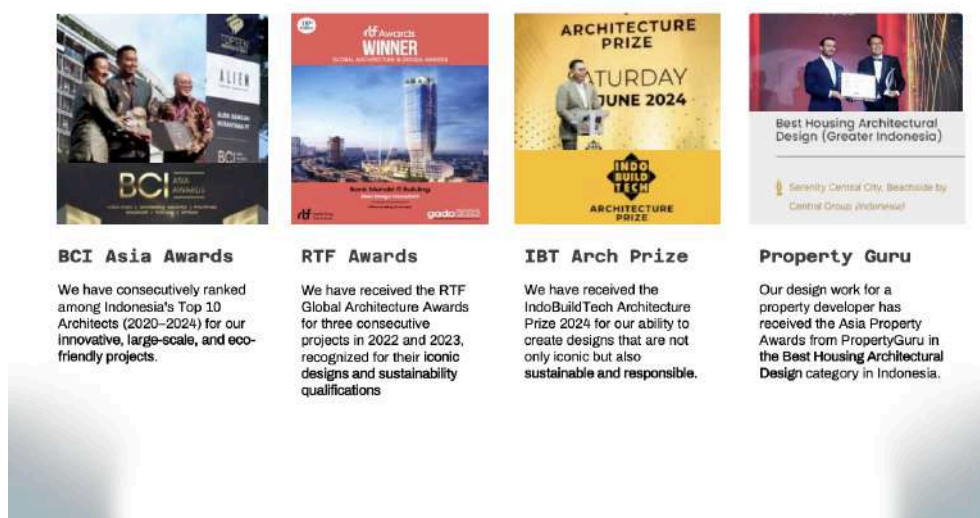 ALIEN
BCI
BCI ASIA AWARDS
rtf Awards
WINNER
GLOBAL ARCHITECTURE & DESIGN AWARDS
Bank Mandiri IT Building
rtf
ARCHITECTURE
PRIZE
ATURDAY
JUNE 2024
INDO
BUILD
TECH
ARCHITECTURE
PRIZE
Best Housing Architectural
Design (Greater Indonesia)
Serenity Central City, Beachside by
Central Group (Indonesia)
BCI Asia Awards
We have consecutively ranked
among Indonesia's Top 10
Architects (2020–2024) for our
innovative, large-scale, and eco-
friendly projects.
RTF Awards
We have received the RTF
Global Architecture Awards
for three consecutive
projects in 2022 and 2023,
recognized for their iconic
designs and sustainability
qualifications
IBT Arch Prize
We have received the
IndoBuildTech Architecture
Prize 2024 for our ability to
create designs that are not
only iconic but also
sustainable and responsible.
Property Guru
Our design work for a
property developer has
received the Asia Property
Awards from PropertyGuru in
the Best Housing Architectural
Design category in Indonesia.